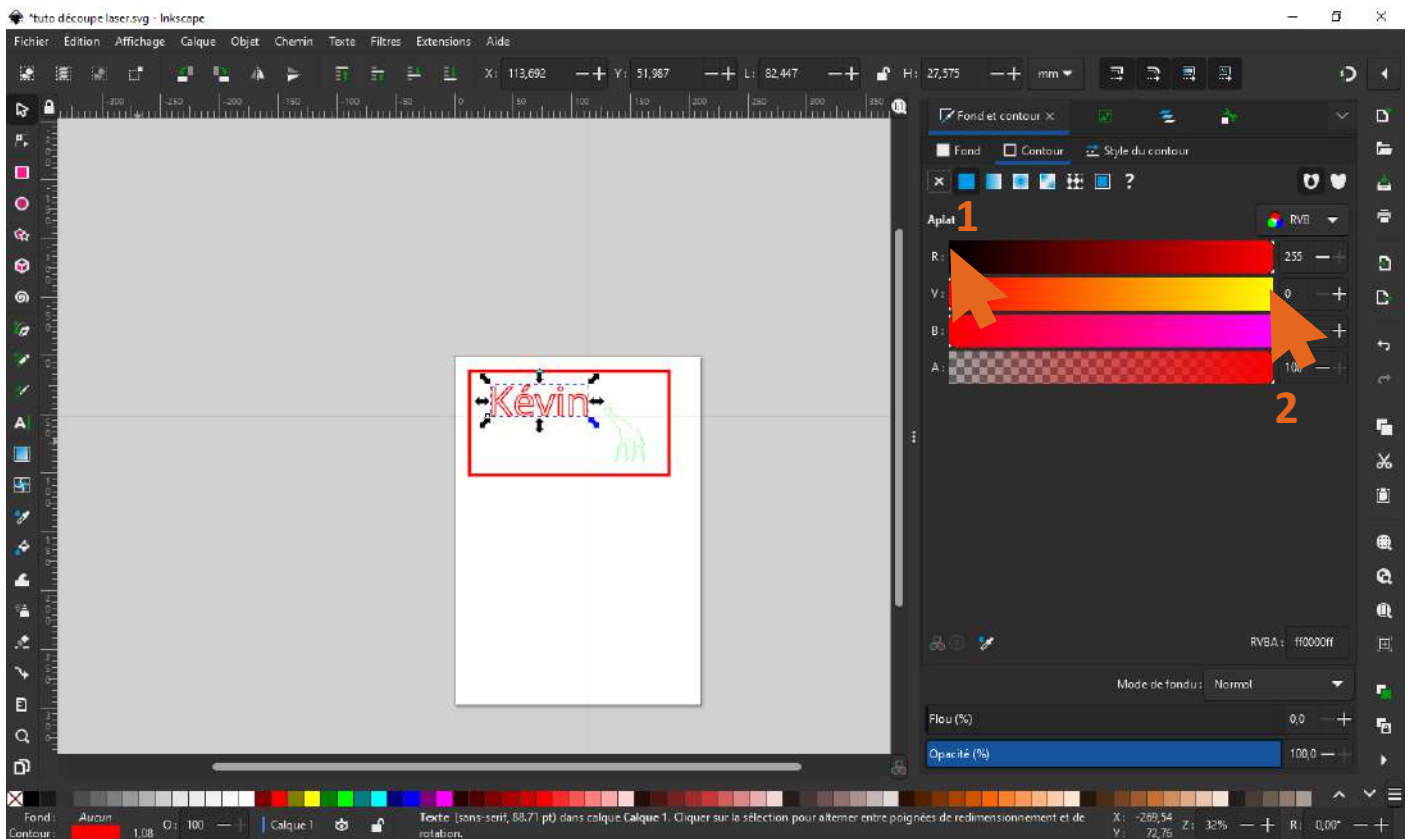 *tuto découpe laser.svg - Inkscape
Fichier Édition Affichage Calque Objet Chemin Texte Filtres Extensions Aide
X: 113,692 Y: 51,987 L: 82,447 H: 27,575 mm
Fond et contour
Fond Contour Style du contour
Aplat 1 RVB
R: 255
V: 0
B:
A: 100
2
Kévin
RVBA: ff0000ff
Mode de fondu: Normal
Flou (%) 0,0
Opacité (%) 100,0
Fond: Aucun
Contour: 1,08
O: 100
Calque 1
Texte (sans-serif, 88.71 pt) dans calque Calque 1. Cliquer sur la sélection pour alterner entre poignées de redimensionnement et de
rotation.
X: -269,54
Y: 72,76
Z: 32%
R: 0,00°